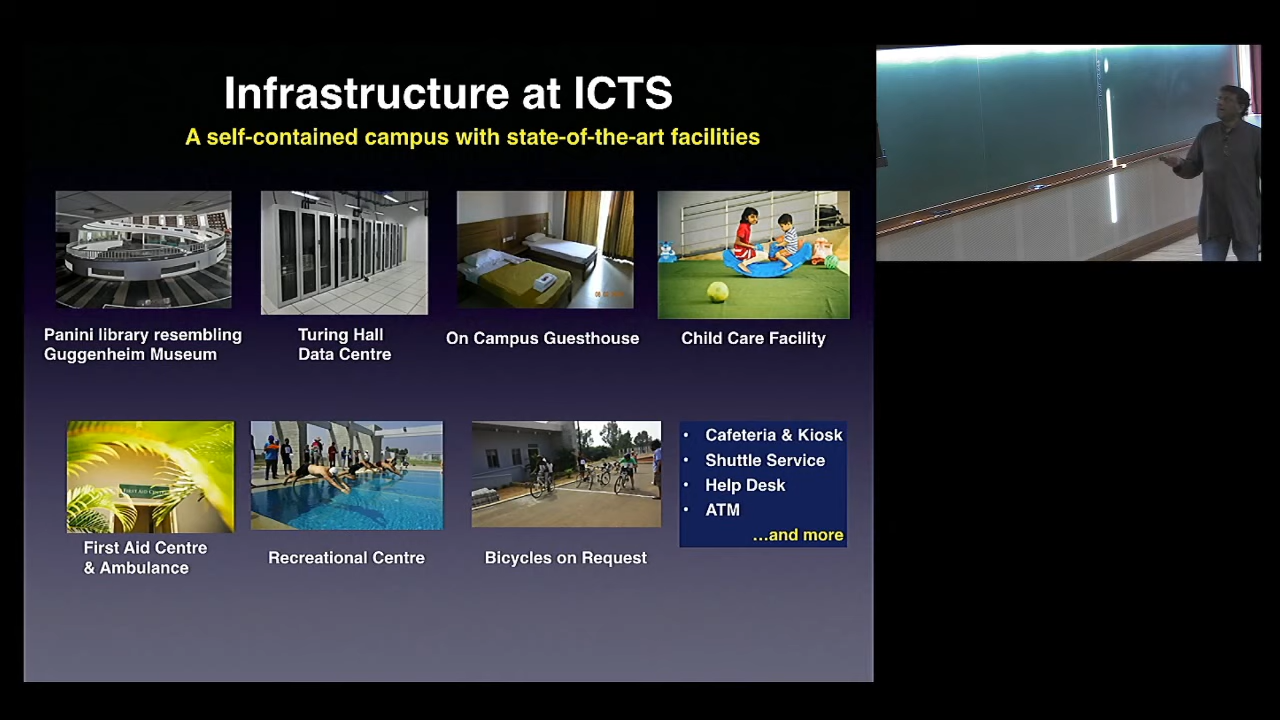 Infrastructure at ICTS
A self-contained campus with state-of-the-art facilities
Panini library resembling
Guggenheim Museum
Turing Hall
Data Centre
On Campus Guesthouse
Child Care Facility
First Aid Centre
& Ambulance
Recreational Centre
Bicycles on Request
• Cafeteria & Kiosk
• Shuttle Service
• Help Desk
• ATM
...and more